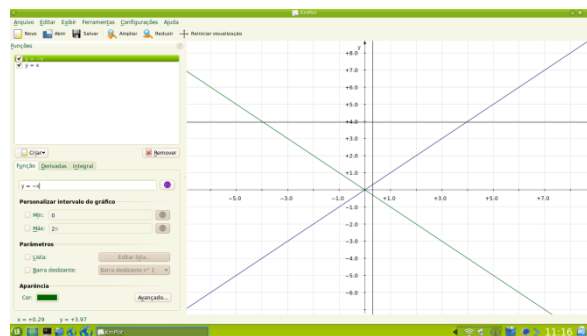 KmPlot
Arquivo Editar Exibir Ferramentas Configurações Ajuda
Novo Abrir Salvar Ampliar Reduzir Reiniciar visualização
Funções
y = −x
y = x
Criar Remover
Função Derivadas Integral
y = −x
Personalizar intervalo do gráfico
Mín: 0
Máx: 2π
Parâmetros
Lista: Editar lista...
Barra deslizante: Barra deslizante nº 1
Aparência
Cor: Avançado...
x = +0.29 y = +3.97
y
+8.0
+7.0
+6.0
+5.0
+4.0
+3.0
+2.0
+1.0
−5.0 −3.0 −1.0 +1.0 +3.0 +5.0 +7.0
−1.0
−2.0
−3.0
−4.0
−5.0
−6.0
KmPlot
11:16